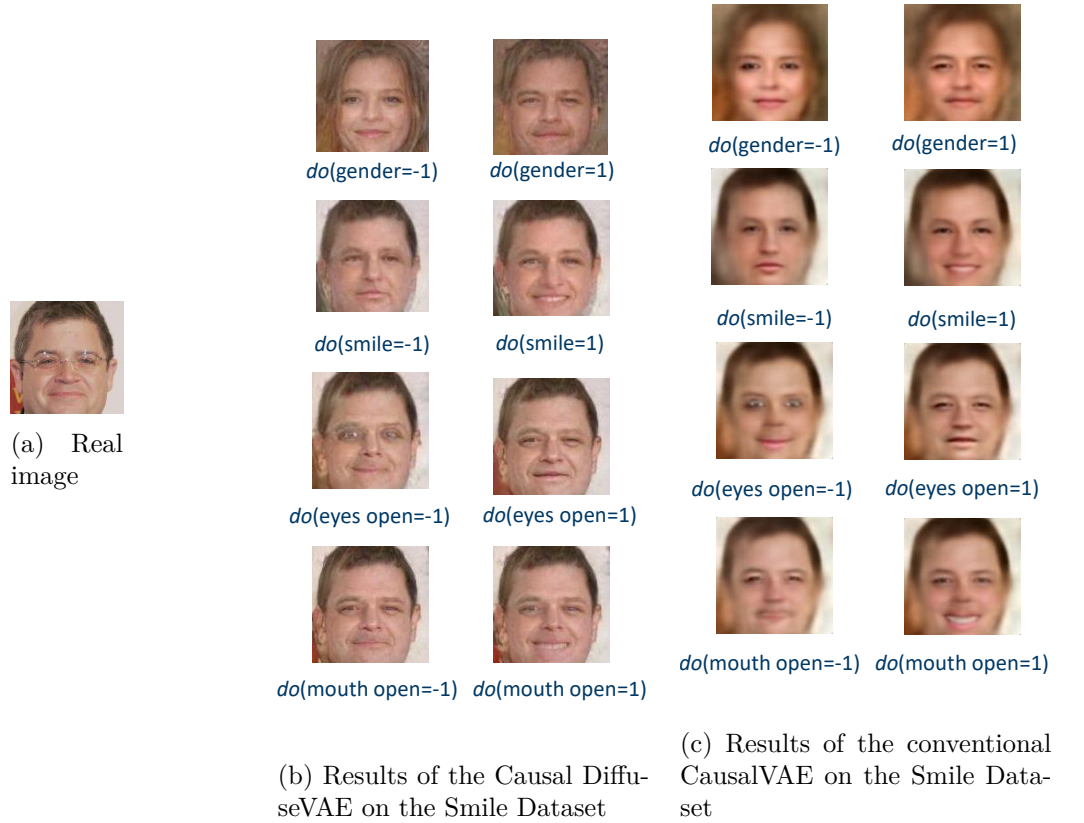 do(gender=-1)
do(gender=1)
do(smile=-1)
do(smile=1)
do(eyes open=-1)
do(eyes open=1)
do(mouth open=-1)
do(mouth open=1)
do(gender=-1)
do(gender=1)
do(smile=-1)
do(smile=1)
do(eyes open=-1)
do(eyes open=1)
do(mouth open=-1)
do(mouth open=1)
(a) Real
image
(b) Results of the Causal Diffu-
seVAE on the Smile Dataset
(c) Results of the conventional
CausalVAE on the Smile Data-
set